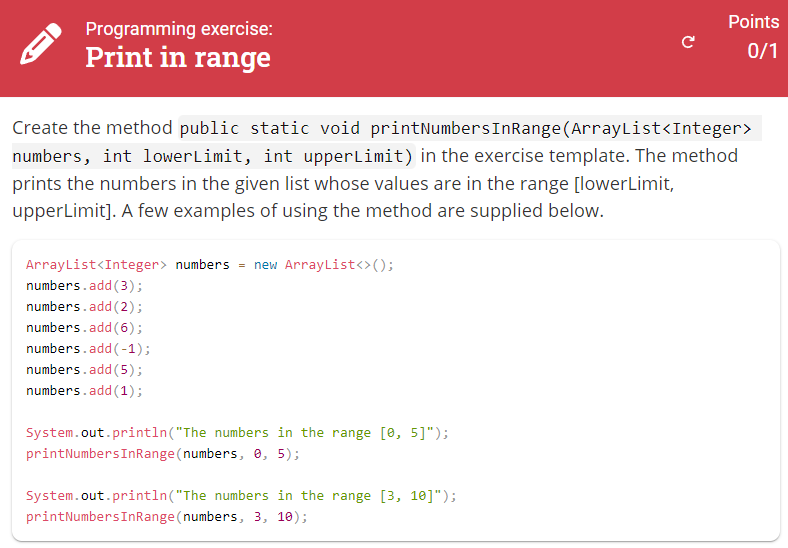 Programming exercise:
Print in range
Points
0/1
Create the method public static void printNumbersInRange(ArrayList<Integer>
numbers, int lowerLimit, int upperLimit) in the exercise template. The method
prints the numbers in the given list whose values are in the range [lowerLimit,
upperLimit]. A few examples of using the method are supplied below.
ArrayList<Integer> numbers = new ArrayList<>();
numbers.add(3);
numbers.add(2);
numbers.add(6);
numbers.add(-1);
numbers.add(5);
numbers.add(1);
System.out.println("The numbers in the range [0, 5]");
printNumbersInRange(numbers, 0, 5);
System.out.println("The numbers in the range [3, 10]");
printNumbersInRange(numbers, 3, 10);